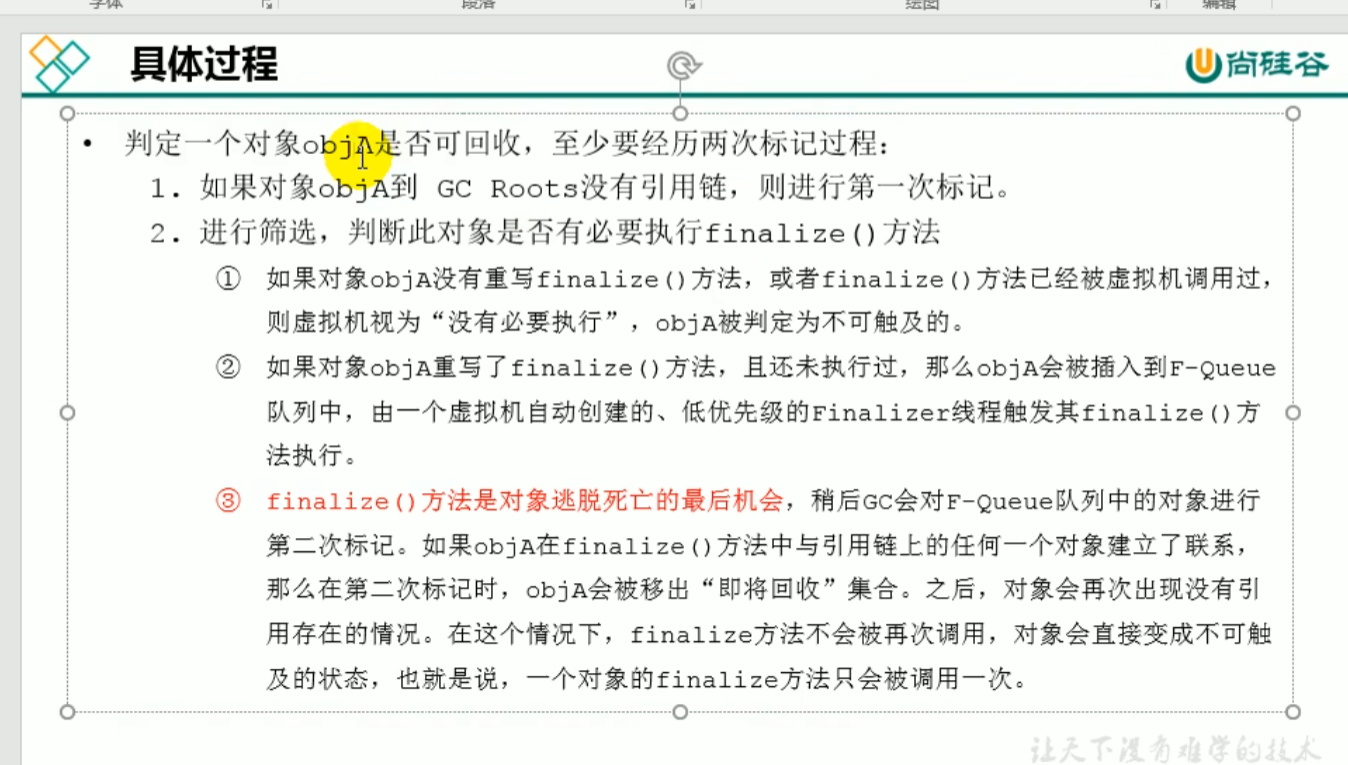 字体
段落
绘图
编辑
具体过程
尚硅谷
• 判定一个对象objA是否可回收，至少要经历两次标记过程：
1. 如果对象objA到 GC Roots没有引用链，则进行第一次标记。
2. 进行筛选，判断此对象是否有必要执行finalize()方法
① 如果对象objA没有重写finalize()方法，或者finalize()方法已经被虚拟机调用过，
则虚拟机视为“没有必要执行”，objA被判定为不可触及的。
② 如果对象objA重写了finalize()方法，且还未执行过，那么objA会被插入到F-Queue
队列中，由一个虚拟机自动创建的、低优先级的Finalizer线程触发其finalize()方
法执行。
③ finalize()方法是对象逃脱死亡的最后机会，稍后GC会对F-Queue队列中的对象进行
第二次标记。如果objA在finalize()方法中与引用链上的任何一个对象建立了联系，
那么在第二次标记时，objA会被移出“即将回收”集合。之后，对象会再次出现没有引
用存在的情况。在这个情况下，finalize方法不会被再次调用，对象会直接变成不可触
及的状态，也就是说，一个对象的finalize方法只会被调用一次。
让天下没有难学的技术